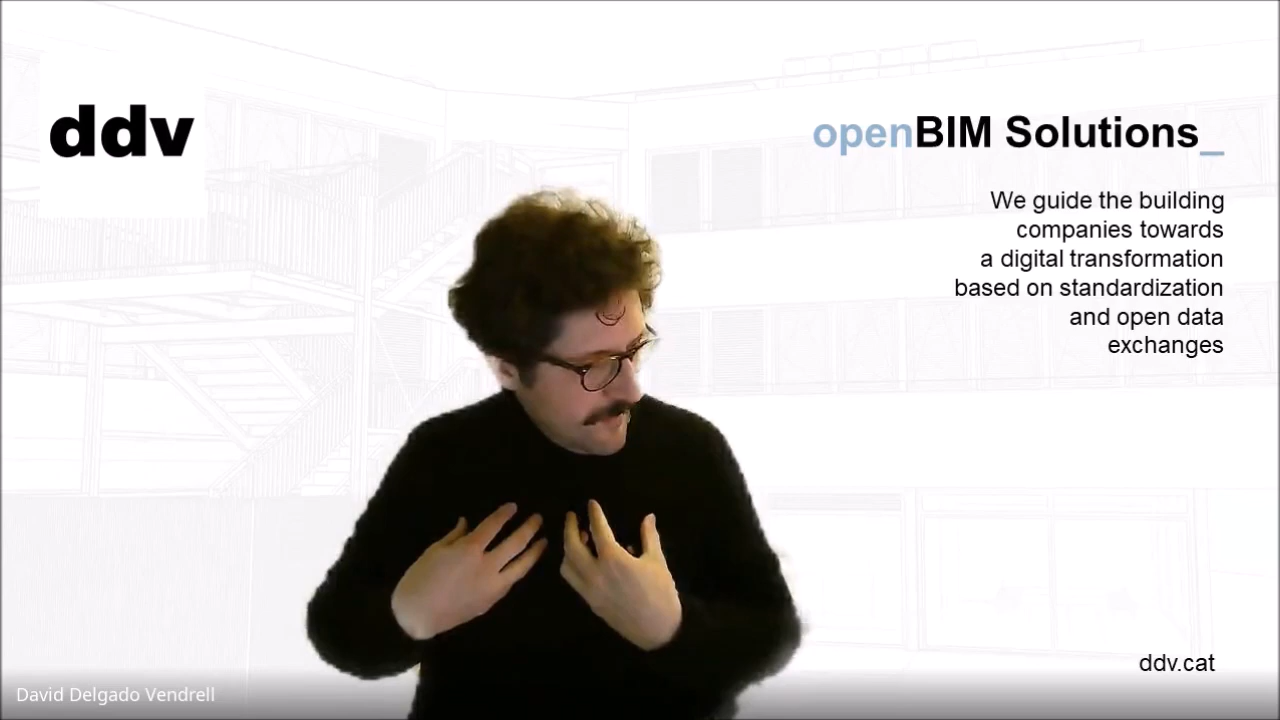 ddv
openBIM Solutions_
We guide the building
companies towards
a digital transformation
based on standardization
and open data
exchanges
ddv.cat
David Delgado Vendrell